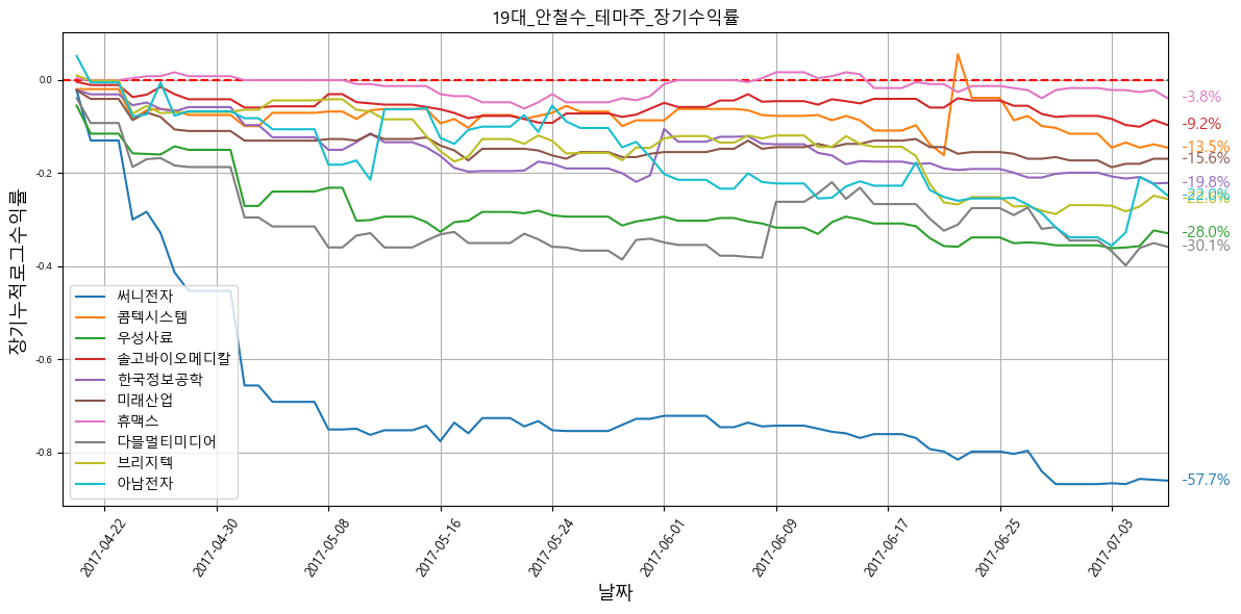 19대_안철수_테마주_장기수익률
장기누적로그수익률
0.0
-0.2
-0.4
-0.6
-0.8
써니전자
콤텍시스템
우성사료
솔고바이오메디칼
한국정보공학
미래산업
휴맥스
다믈멀티미디어
브리지텍
아남전자
-3.8%
-9.2%
-13.5%
-15.6%
-19.8%
-22.0%
-28.0%
-30.1%
-57.7%
2017-04-22
2017-04-30
2017-05-08
2017-05-16
2017-05-24
2017-06-01
2017-06-09
2017-06-17
2017-06-25
2017-07-03
날짜